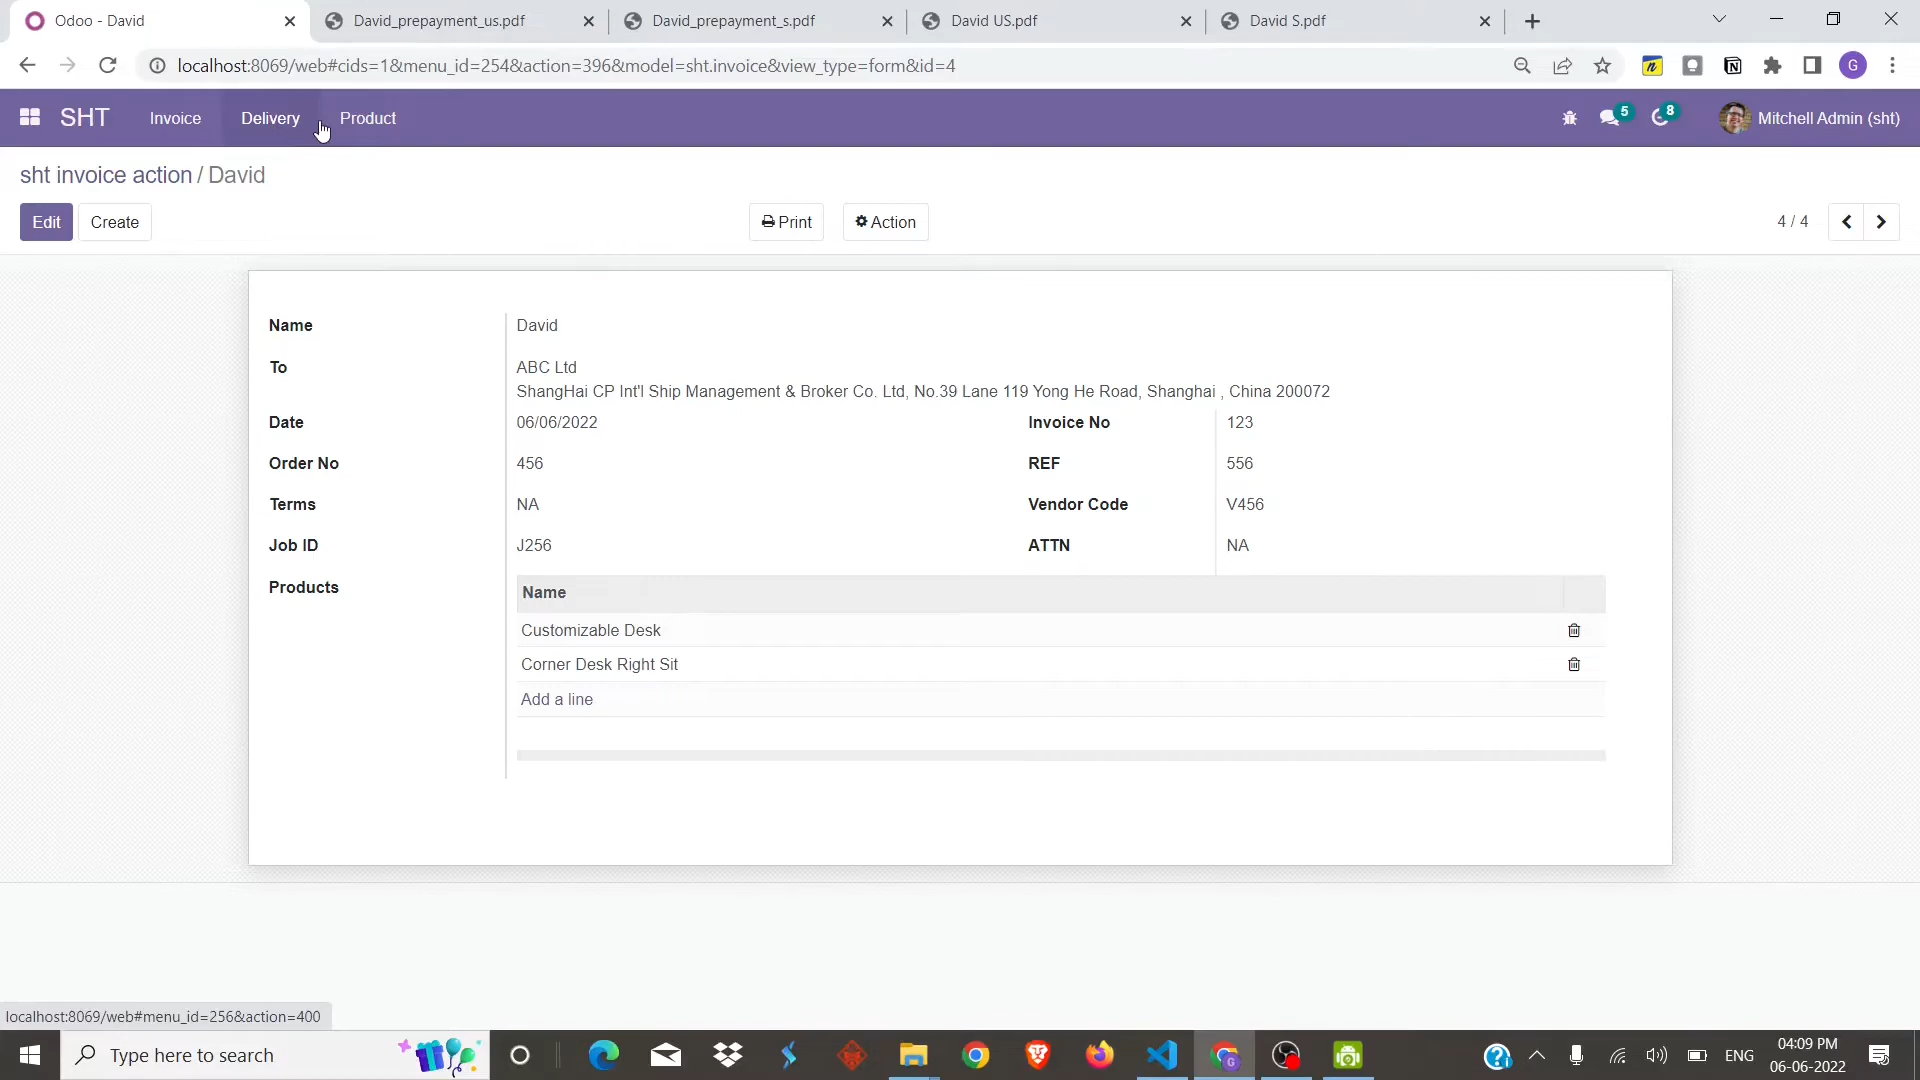 Odoo - David
David_prepayment_us.pdf
David_prepayment_s.pdf
David US.pdf
David S.pdf
localhost:8069/web#cids=1&menu_id=254&action=396&model=sht.invoice&view_type=form&id=4
G
SHT
Invoice
Delivery
Product
5
8
Mitchell Admin (sht)
sht invoice action / David
Edit
Create
Print
Action
4 / 4
Name
David
To
ABC Ltd
ShangHai CP Int'l Ship Management & Broker Co. Ltd, No.39 Lane 119 Yong He Road, Shanghai , China 200072
Date
06/06/2022
Invoice No
123
Order No
456
REF
556
Terms
NA
Vendor Code
V456
Job ID
J256
ATTN
NA
Products
Name
Customizable Desk
Corner Desk Right Sit
Add a line
localhost:8069/web#menu_id=256&action=400
Type here to search
ENG
04:09 PM
06-06-2022